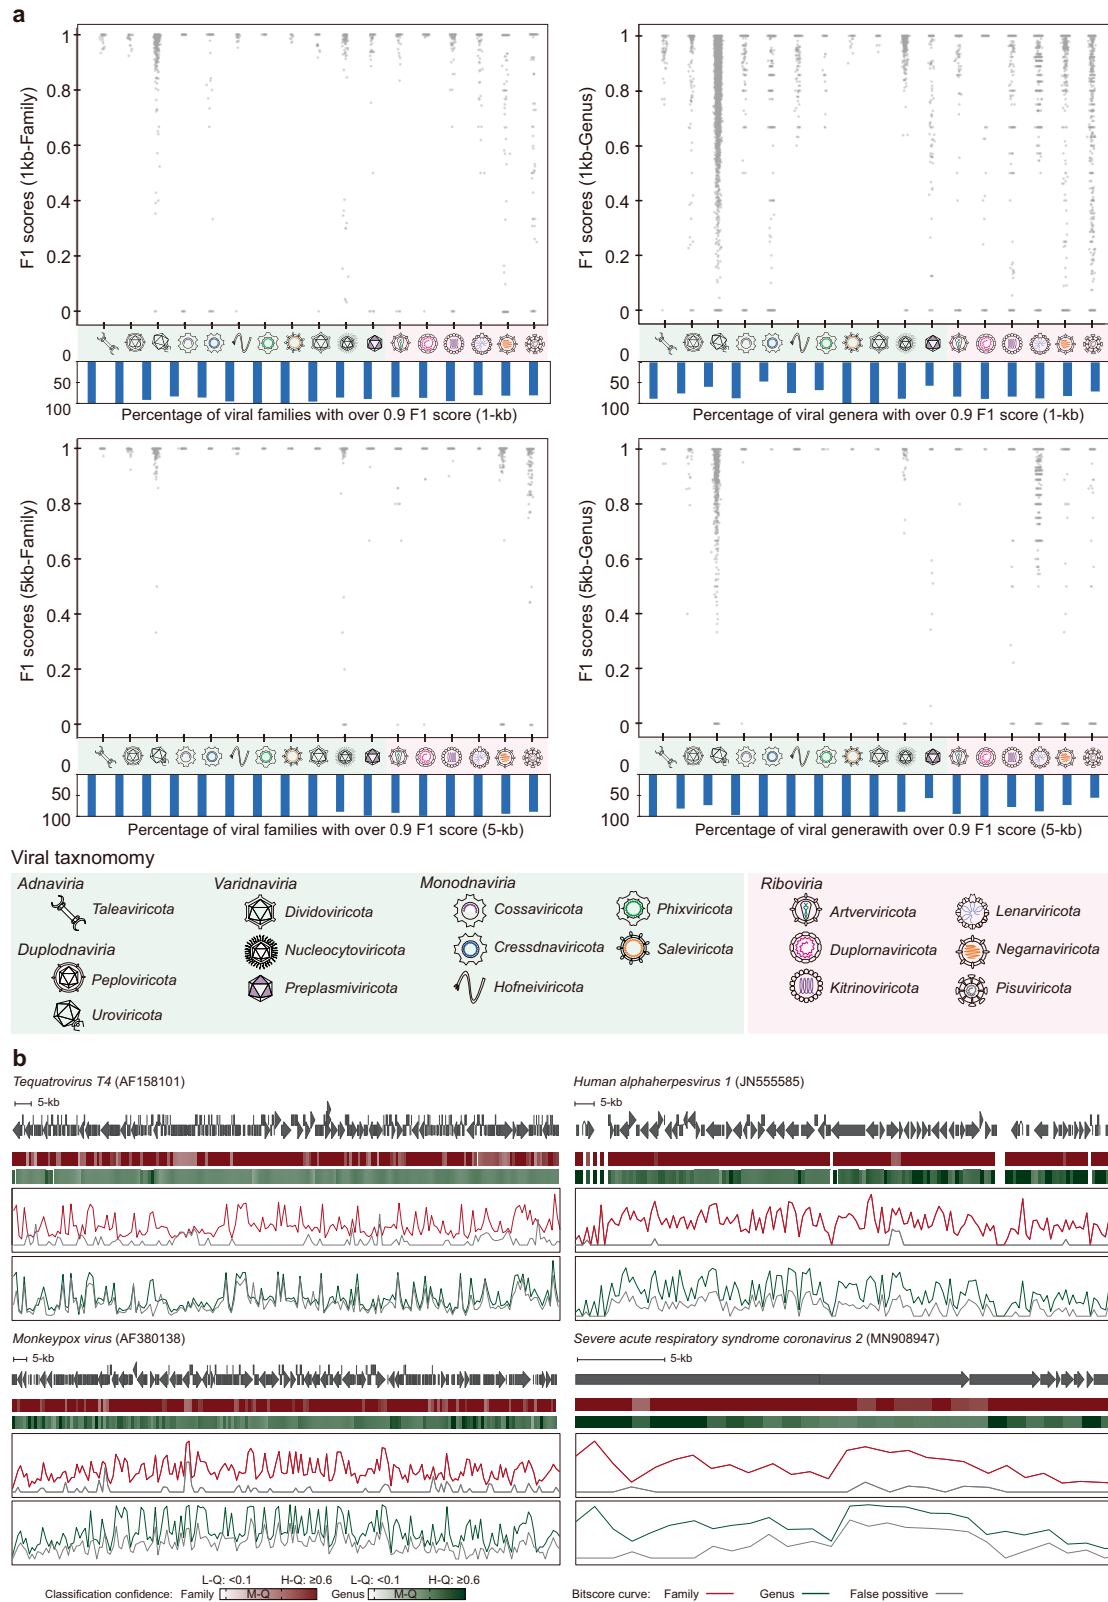 a
F1 scores (1kb-Family)
1
0.8
0.6
0.4
0.2
0
0
50
100
Percentage of viral families with over 0.9 F1 score (1-kb)
F1 scores (1kb-Genus)
1
0.8
0.6
0.4
0.2
0
0
50
100
Percentage of viral genera with over 0.9 F1 score (1-kb)
F1 scores (5kb-Family)
1
0.8
0.6
0.4
0.2
0
0
50
100
Percentage of viral families with over 0.9 F1 score (5-kb)
F1 scores (5kb-Genus)
1
0.8
0.6
0.4
0.2
0
0
50
100
Percentage of viral generawith over 0.9 F1 score (5-kb)
Viral taxnomomy
Adnaviria
Taleaviricota
Duplodnaviria
Peploviricota
Uroviricota
Varidnaviria
Dividoviricota
Nucleocytoviricota
Preplasmiviricota
Monodnaviria
Cossaviricota
Cressdnaviricota
Hofneiviricota
Phixviricota
Saleviricota
Riboviria
Artverviricota
Duplornaviricota
Kitrinoviricota
Lenarviricota
Negarnaviricota
Pisuviricota
b
Tequatrovirus T4 (AF158101)
5-kb
Human alphaherpesvirus 1 (JN555585)
5-kb
Monkeypox virus (AF380138)
5-kb
Severe acute respiratory syndrome coronavirus 2 (MN908947)
5-kb
L-Q: <0.1 H-Q: ≥0.6 L-Q: <0.1 H-Q: ≥0.6
Classification confidence: Family M-Q Genus M-Q
Bitscore curve: Family Genus False possitive